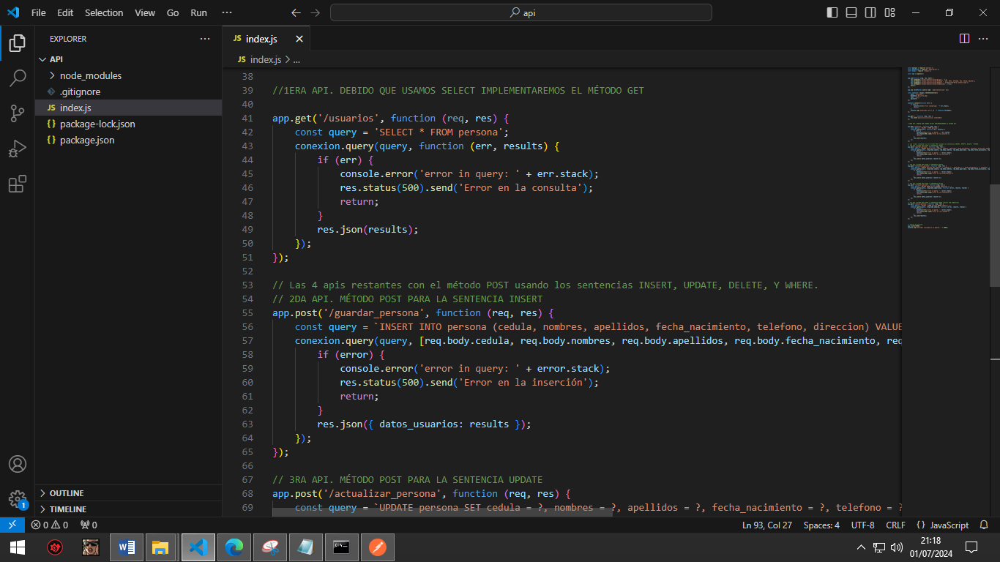 File Edit Selection View Go Run ··· api
EXPLORER ···
API
node_modules
.gitignore
JS index.js
{} package-lock.json
{} package.json
OUTLINE
TIMELINE
JS index.js
JS index.js > ...
38
39 //1ERA API. DEBIDO QUE USAMOS SELECT IMPLEMENTAREMOS EL MÉTODO GET
40
41 app.get('/usuarios', function (req, res) {
42 const query = 'SELECT * FROM persona';
43 conexion.query(query, function (err, results) {
44 if (err) {
45 console.error('error in query: ' + err.stack);
46 res.status(500).send('Error en la consulta');
47 return;
48 }
49 res.json(results);
50 });
51 });
52
53 // Las 4 apis restantes con el método POST usando los sentencias INSERT, UPDATE, DELETE, Y WHERE.
54 // 2DA API. MÉTODO POST PARA LA SENTENCIA INSERT
55 app.post('/guardar_persona', function (req, res) {
56 const query = `INSERT INTO persona (cedula, nombres, apellidos, fecha_nacimiento, telefono, direccion) VALUE
57 conexion.query(query, [req.body.cedula, req.body.nombres, req.body.apellidos, req.body.fecha_nacimiento, req
58 if (error) {
59 console.error('error in query: ' + error.stack);
60 res.status(500).send('Error en la inserción');
61 return;
62 }
63 res.json({ datos_usuarios: results });
64 });
65 });
66
67 // 3RA API. MÉTODO POST PARA LA SENTENCIA UPDATE
68 app.post('/actualizar_persona', function (req, res) {
69 const query = `UPDATE persona SET cedula = ?, nombres = ?, apellidos = ?, fecha_nacimiento = ?, telefono = ?
1
0 0 0 Ln 93, Col 27 Spaces: 4 UTF-8 CRLF {} JavaScript
21:18
01/07/2024